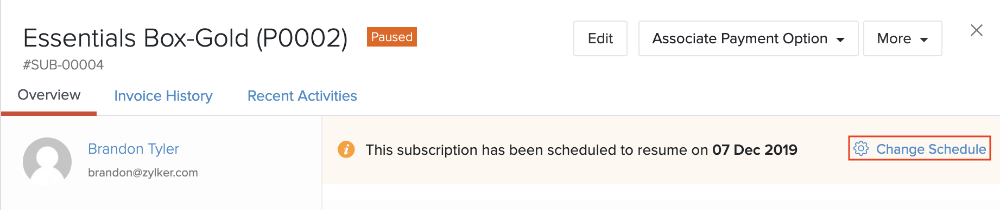 Essentials Box-Gold (P0002) Paused
Edit
Associate Payment Option
More
#SUB-00004
Overview
Invoice History
Recent Activities
Brandon Tyler
brandon@zylker.com
This subscription has been scheduled to resume on 07 Dec 2019
Change Schedule